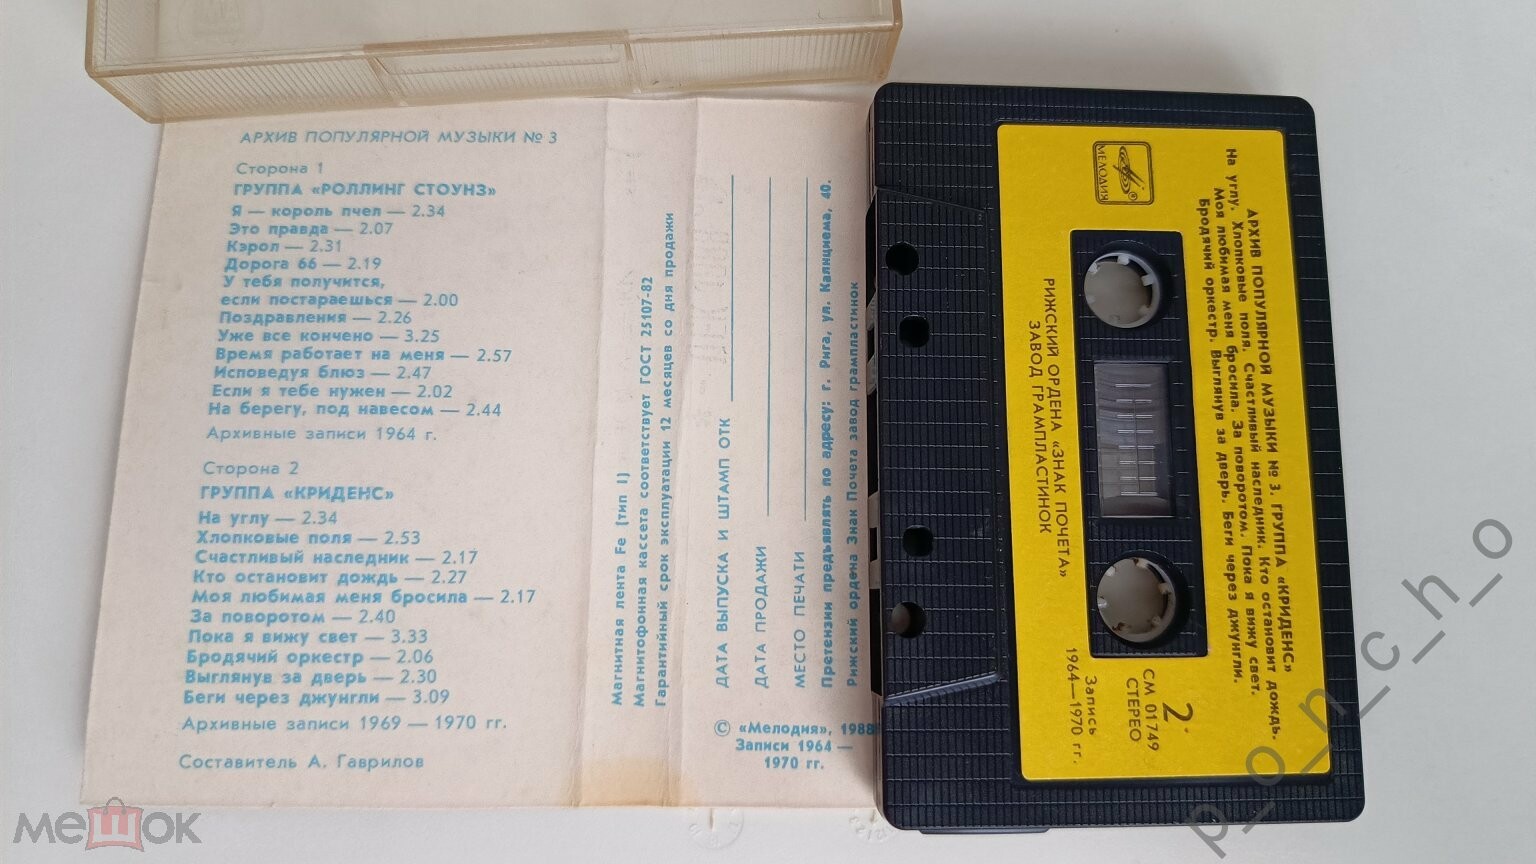 АРХИВ ПОПУЛЯРНОЙ МУЗЫКИ № 3
Сторона 1
ГРУППА «РОЛЛИНГ СТОУНЗ»
Я — король пчел — 2.34
Это правда — 2.07
Кэрол — 2.31
Дорога 66 — 2.19
У тебя получится,
если постараешься — 2.00
Поздравления — 2.26
Уже все кончено — 3.25
Время работает на меня — 2.57
Исповедуя блюз — 2.47
Если я тебе нужен — 2.02
На берегу, под навесом — 2.44
Архивные записи 1964 г.
Сторона 2
ГРУППА «КРИДЕНС»
На углу — 2.34
Хлопковые поля — 2.53
Счастливый наследник — 2.17
Кто остановит дождь — 2.27
Моя любимая меня бросила — 2.17
За поворотом — 2.40
Пока я вижу свет — 3.33
Бродячий оркестр — 2.06
Выглянув за дверь — 2.30
Беги через джунгли — 3.09
Архивные записи 1969 — 1970 гг.
Составитель А. Гаврилов
Магнитная лента Fe (тип I)
Магнитофонная кассета соответствует ГОСТ 25107-82
Гарантийный срок эксплуатации 12 месяцев со дня продажи
ДАТА ВЫПУСКА И ШТАМП ОТК
ДАТА ПРОДАЖИ
МЕСТО ПЕЧАТИ
Претензии предъявлять по адресу: г. Рига, ул. Калнциема, 40.
Рижский ордена Знак Почета завод грампластинок
© «Мелодия», 1988
Записи 1964 —
1970 гг.
МЕЛОДИЯ
АРХИВ ПОПУЛЯРНОЙ МУЗЫКИ № 3. ГРУППА «КРИДЕНС»
На углу. Хлопковые поля. Счастливый наследник. Кто остановит дождь.
Моя любимая меня бросила. За поворотом. Пока я вижу свет.
Бродячий оркестр. Выглянув за дверь. Беги через джунгли.
РИЖСКИЙ ОРДЕНА «ЗНАК ПОЧЕТА»
ЗАВОД ГРАМПЛАСТИНОК
2
СМ 01749
СТЕРЕО
Запись
1964—1970 гг.
мешок
p_o_n_c_h_o